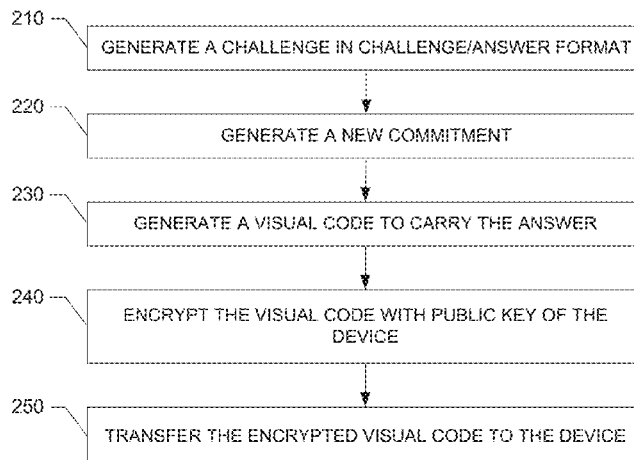 210
GENERATE A CHALLENGE IN CHALLENGE/ANSWER FORMAT
220
GENERATE A NEW COMMITMENT
230
GENERATE A VISUAL CODE TO CARRY THE ANSWER
240
ENCRYPT THE VISUAL CODE WITH PUBLIC KEY OF THE
DEVICE
250
TRANSFER THE ENCRYPTED VISUAL CODE TO THE DEVICE